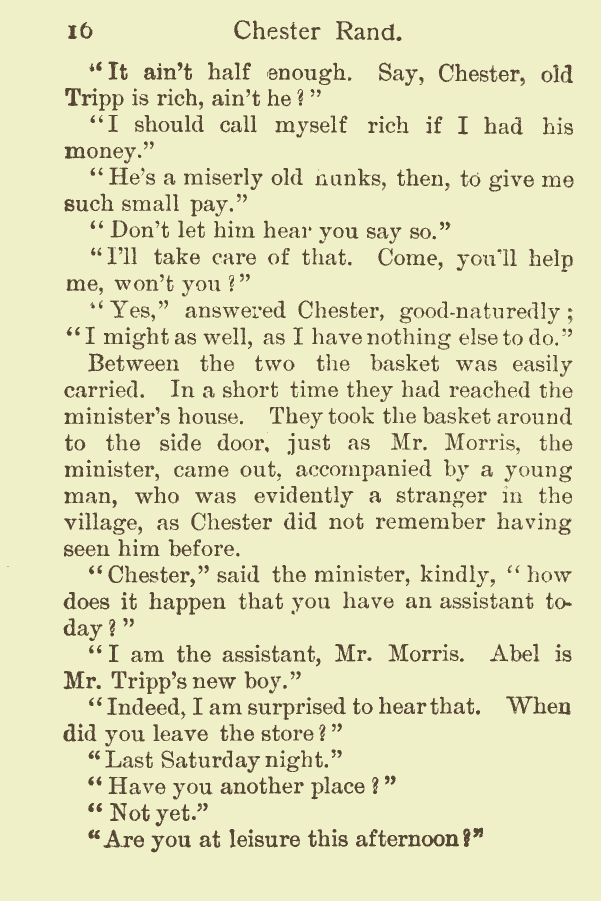 16 Chester Rand.
“It ain’t half enough. Say, Chester, old
Tripp is rich, ain’t he?”
“I should call myself rich if I had his
money.”
“He’s a miserly old hunks, then, to give me
such small pay.”
“Don’t let him hear you say so.”
“I’ll take care of that. Come, you’ll help
me, won’t you?”
“Yes,” answered Chester, good-naturedly;
“I might as well, as I have nothing else to do.”
Between the two the basket was easily
carried. In a short time they had reached the
minister’s house. They took the basket around
to the side door, just as Mr. Morris, the
minister, came out, accompanied by a young
man, who was evidently a stranger in the
village, as Chester did not remember having
seen him before.
“Chester,” said the minister, kindly, “how
does it happen that you have an assistant to-
day?”
“I am the assistant, Mr. Morris. Abel is
Mr. Tripp’s new boy.”
“Indeed, I am surprised to hear that. When
did you leave the store?”
“Last Saturday night.”
“Have you another place?”
“Not yet.”
“Are you at leisure this afternoon?”